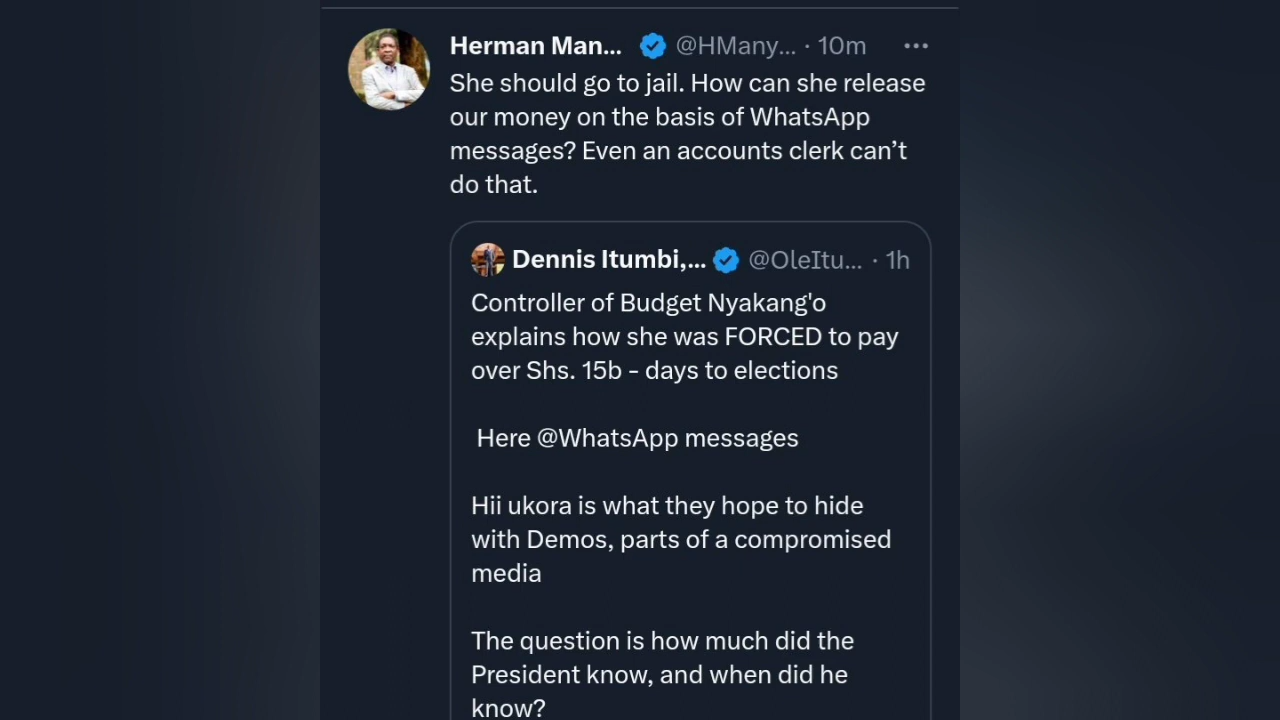 Herman Man... @HMany... · 10m
She should go to jail. How can she release
our money on the basis of WhatsApp
messages? Even an accounts clerk can’t
do that.
Dennis Itumbi,... @OleItu... · 1h
Controller of Budget Nyakang'o
explains how she was FORCED to pay
over Shs. 15b - days to elections
Here @WhatsApp messages
Hii ukora is what they hope to hide
with Demos, parts of a compromised
media
The question is how much did the
President know, and when did he
know?